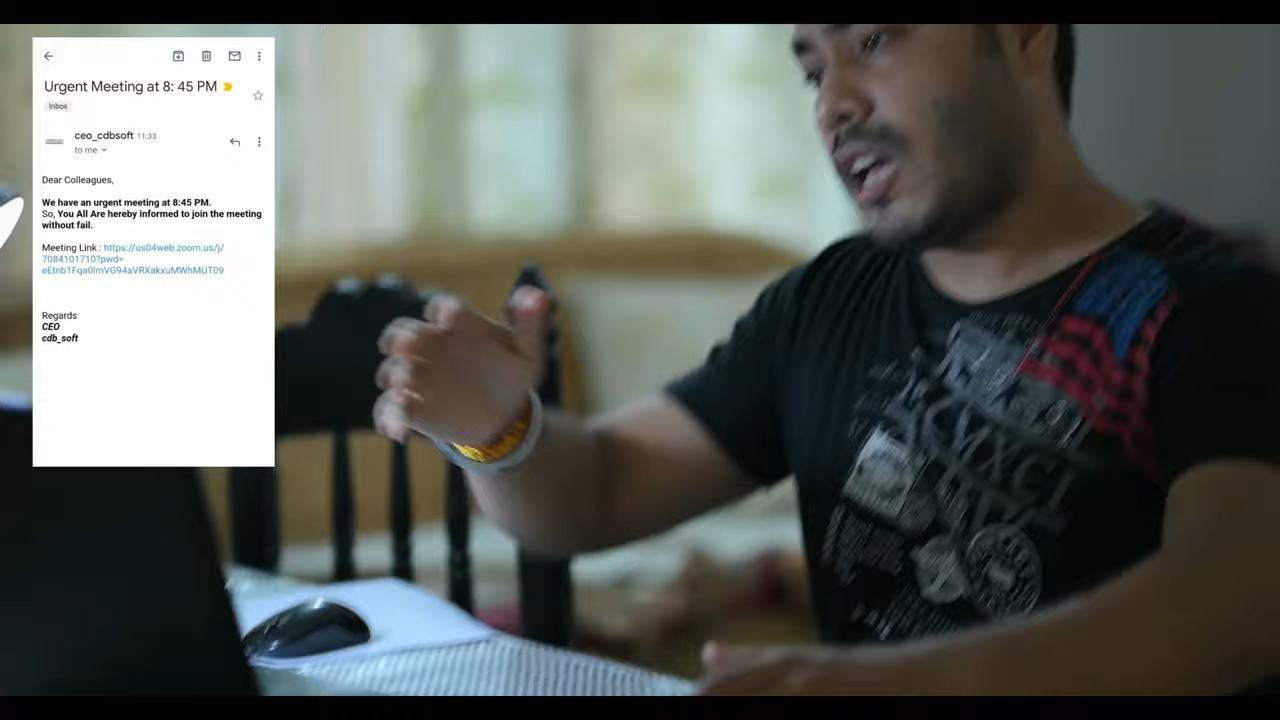 Urgent Meeting at 8: 45 PM
Inbox
ceo_cdbsoft 11:33
to me
Dear Colleagues,
We have an urgent meeting at 8:45 PM.
So, You All Are hereby informed to join the meeting
without fail.
Meeting Link : https://us04web.zoom.us/j/
7084101710?pwd=
eEtnb1Fqa0lmVG94aVRXakxuMWhMUT09
Regards
CEO
cdb_soft